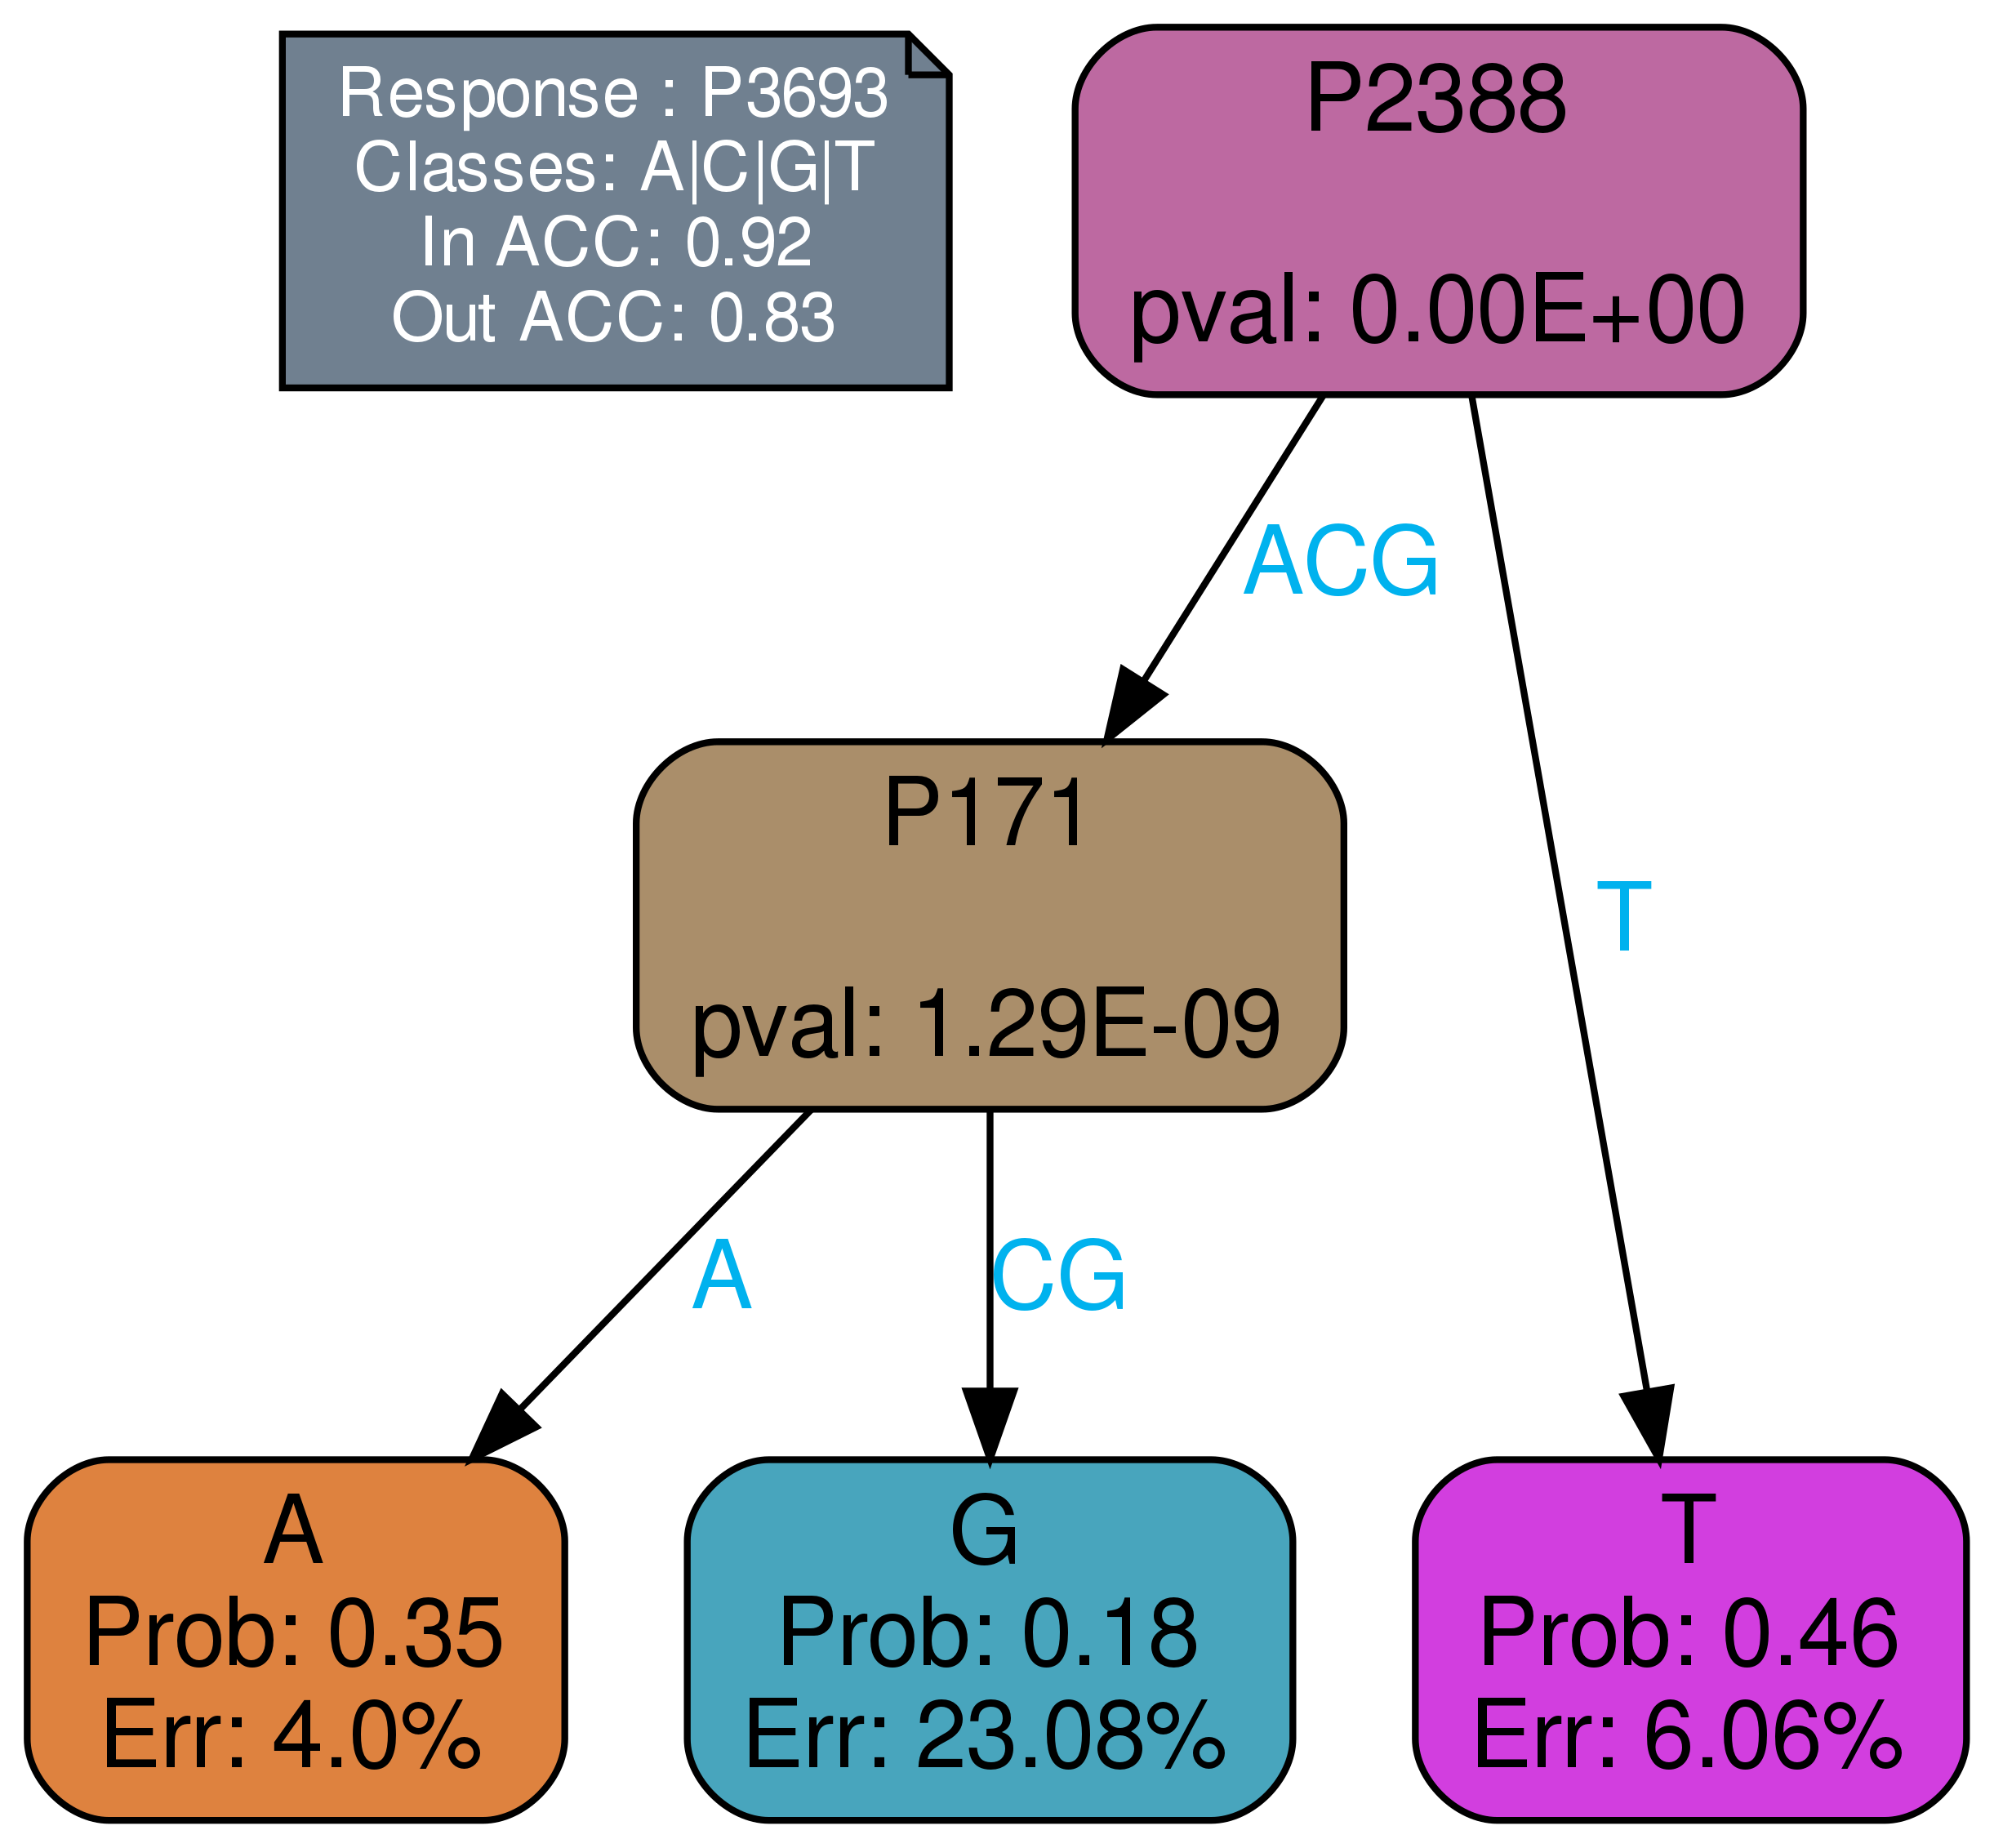 Response : P3693
Classes: A|C|G|T
In ACC: 0.92
Out ACC: 0.83
P2388
pval: 0.00E+00
ACG
T
P171
pval: 1.29E-09
A
CG
A
Prob: 0.35
Err: 4.0%
G
Prob: 0.18
Err: 23.08%
T
Prob: 0.46
Err: 6.06%